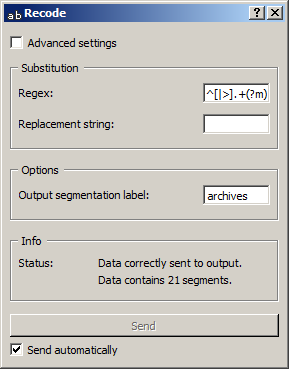 ab Recode
Advanced settings
Substitution
Regex: ^[|>].+(?m)
Replacement string:
Options
Output segmentation label: archives
Info
Status: Data correctly sent to output.
Data contains 21 segments.
Send
Send automatically